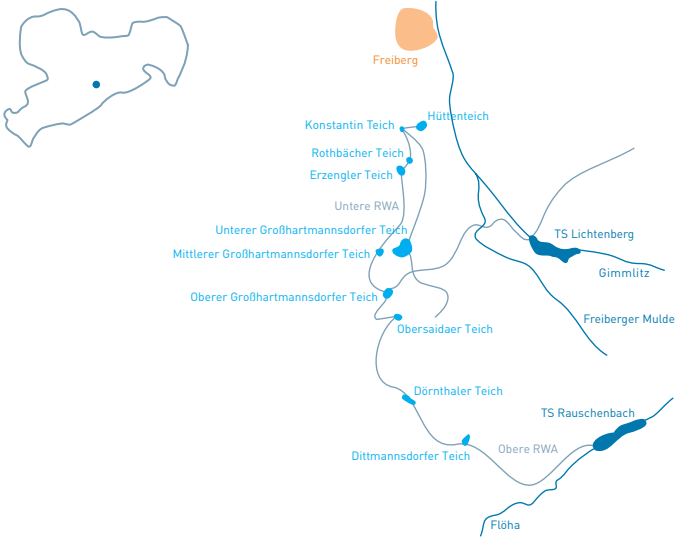 Freiberg
Hüttenteich
Konstantin Teich
Rothbächer Teich
Erzengler Teich
Untere RWA
Unterer Großhartmannsdorfer Teich
TS Lichtenberg
Mittlerer Großhartmannsdorfer Teich
Gimmlitz
Oberer Großhartmannsdorfer Teich
Freiberger Mulde
Obersaidaer Teich
Dörnthaler Teich
TS Rauschenbach
Obere RWA
Dittmannsdorfer Teich
Flöha